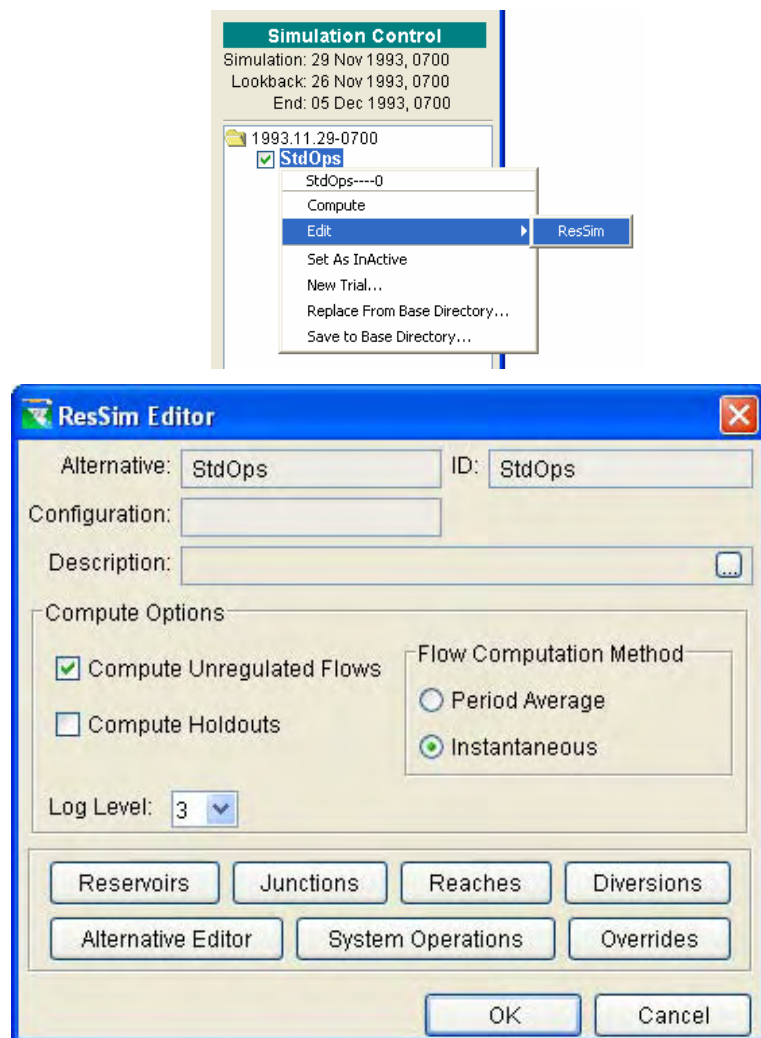 Simulation Control
Simulation: 29 Nov 1993, 0700
Lookback: 26 Nov 1993, 0700
End: 05 Dec 1993, 0700
1993.11.29-0700
StdOps
StdOps----0
Compute
Edit ResSim
Set As InActive
New Trial...
Replace From Base Directory...
Save to Base Directory...
ResSim Editor
Alternative: StdOps ID: StdOps
Configuration:
Description: ...
Compute Options
Compute Unregulated Flows
Compute Holdouts
Flow Computation Method
Period Average
Instantaneous
Log Level: 3
Reservoirs Junctions Reaches Diversions
Alternative Editor System Operations Overrides
OK Cancel